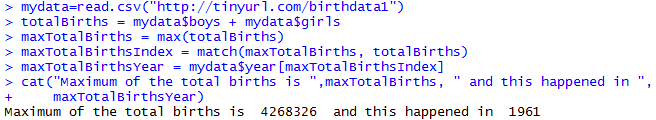 > mydata=read.csv("http://tinyurl.com/birthdata1")
> totalBirths = mydata$boys + mydata$girls
> maxTotalBirths = max(totalBirths)
> maxTotalBirthsIndex = match(maxTotalBirths, totalBirths)
> maxTotalBirthsYear = mydata$year[maxTotalBirthsIndex]
> cat("Maximum of the total births is ",maxTotalBirths, " and this happened in ",
+     maxTotalBirthsYear)
Maximum of the total births is  4268326  and this happened in  1961